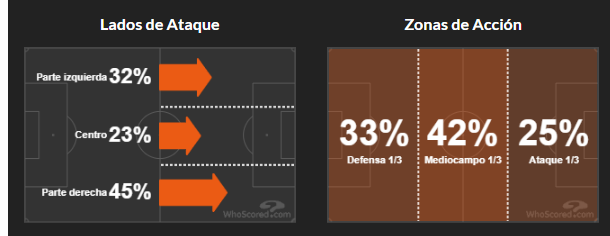 Lados de Ataque
Parte izquierda 32%
Centro 23%
Parte derecha 45%
WhoScored.com
Zonas de Acción
33%
Defensa 1/3
42%
Mediocampo 1/3
25%
Ataque 1/3
WhoScored.com